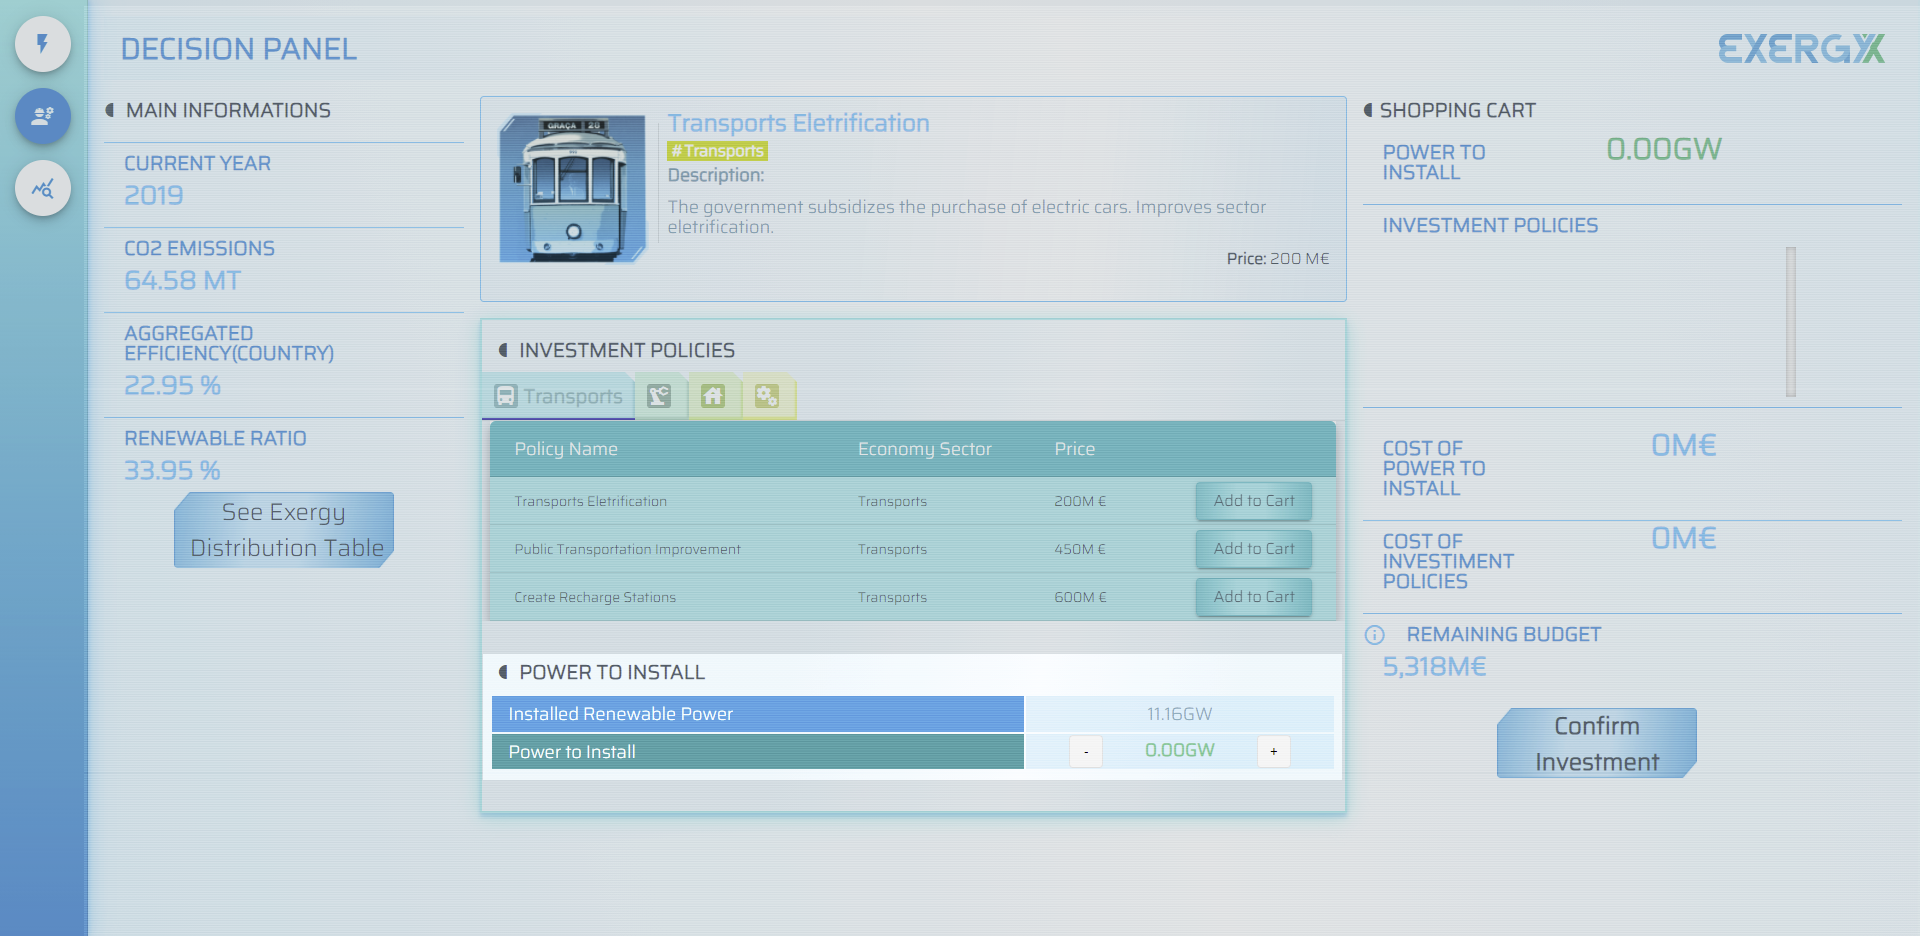 DECISION PANEL
EXERGYX
MAIN INFORMATIONS
CURRENT YEAR
2019
CO2 EMISSIONS
64.58 MT
AGGREGATED
EFFICIENCY(COUNTRY)
22.95 %
RENEWABLE RATIO
33.95 %
See Exergy
Distribution Table
GRAÇA 28
Transports Eletrification
#Transports
Description:
The government subsidizes the purchase of electric cars. Improves sector
eletrification.
Price: 200 M€
INVESTMENT POLICIES
Transports
Policy Name Economy Sector Price
Transports Eletrification Transports 200M € Add to Cart
Public Transportation Improvement Transports 450M € Add to Cart
Create Recharge Stations Transports 600M € Add to Cart
POWER TO INSTALL
Installed Renewable Power 11.16GW
Power to Install - 0.00GW +
SHOPPING CART
POWER TO
INSTALL
0.00GW
INVESTMENT POLICIES
COST OF
POWER TO
INSTALL
0M€
COST OF
INVESTIMENT
POLICIES
0M€
REMAINING BUDGET
5,318M€
Confirm
Investment